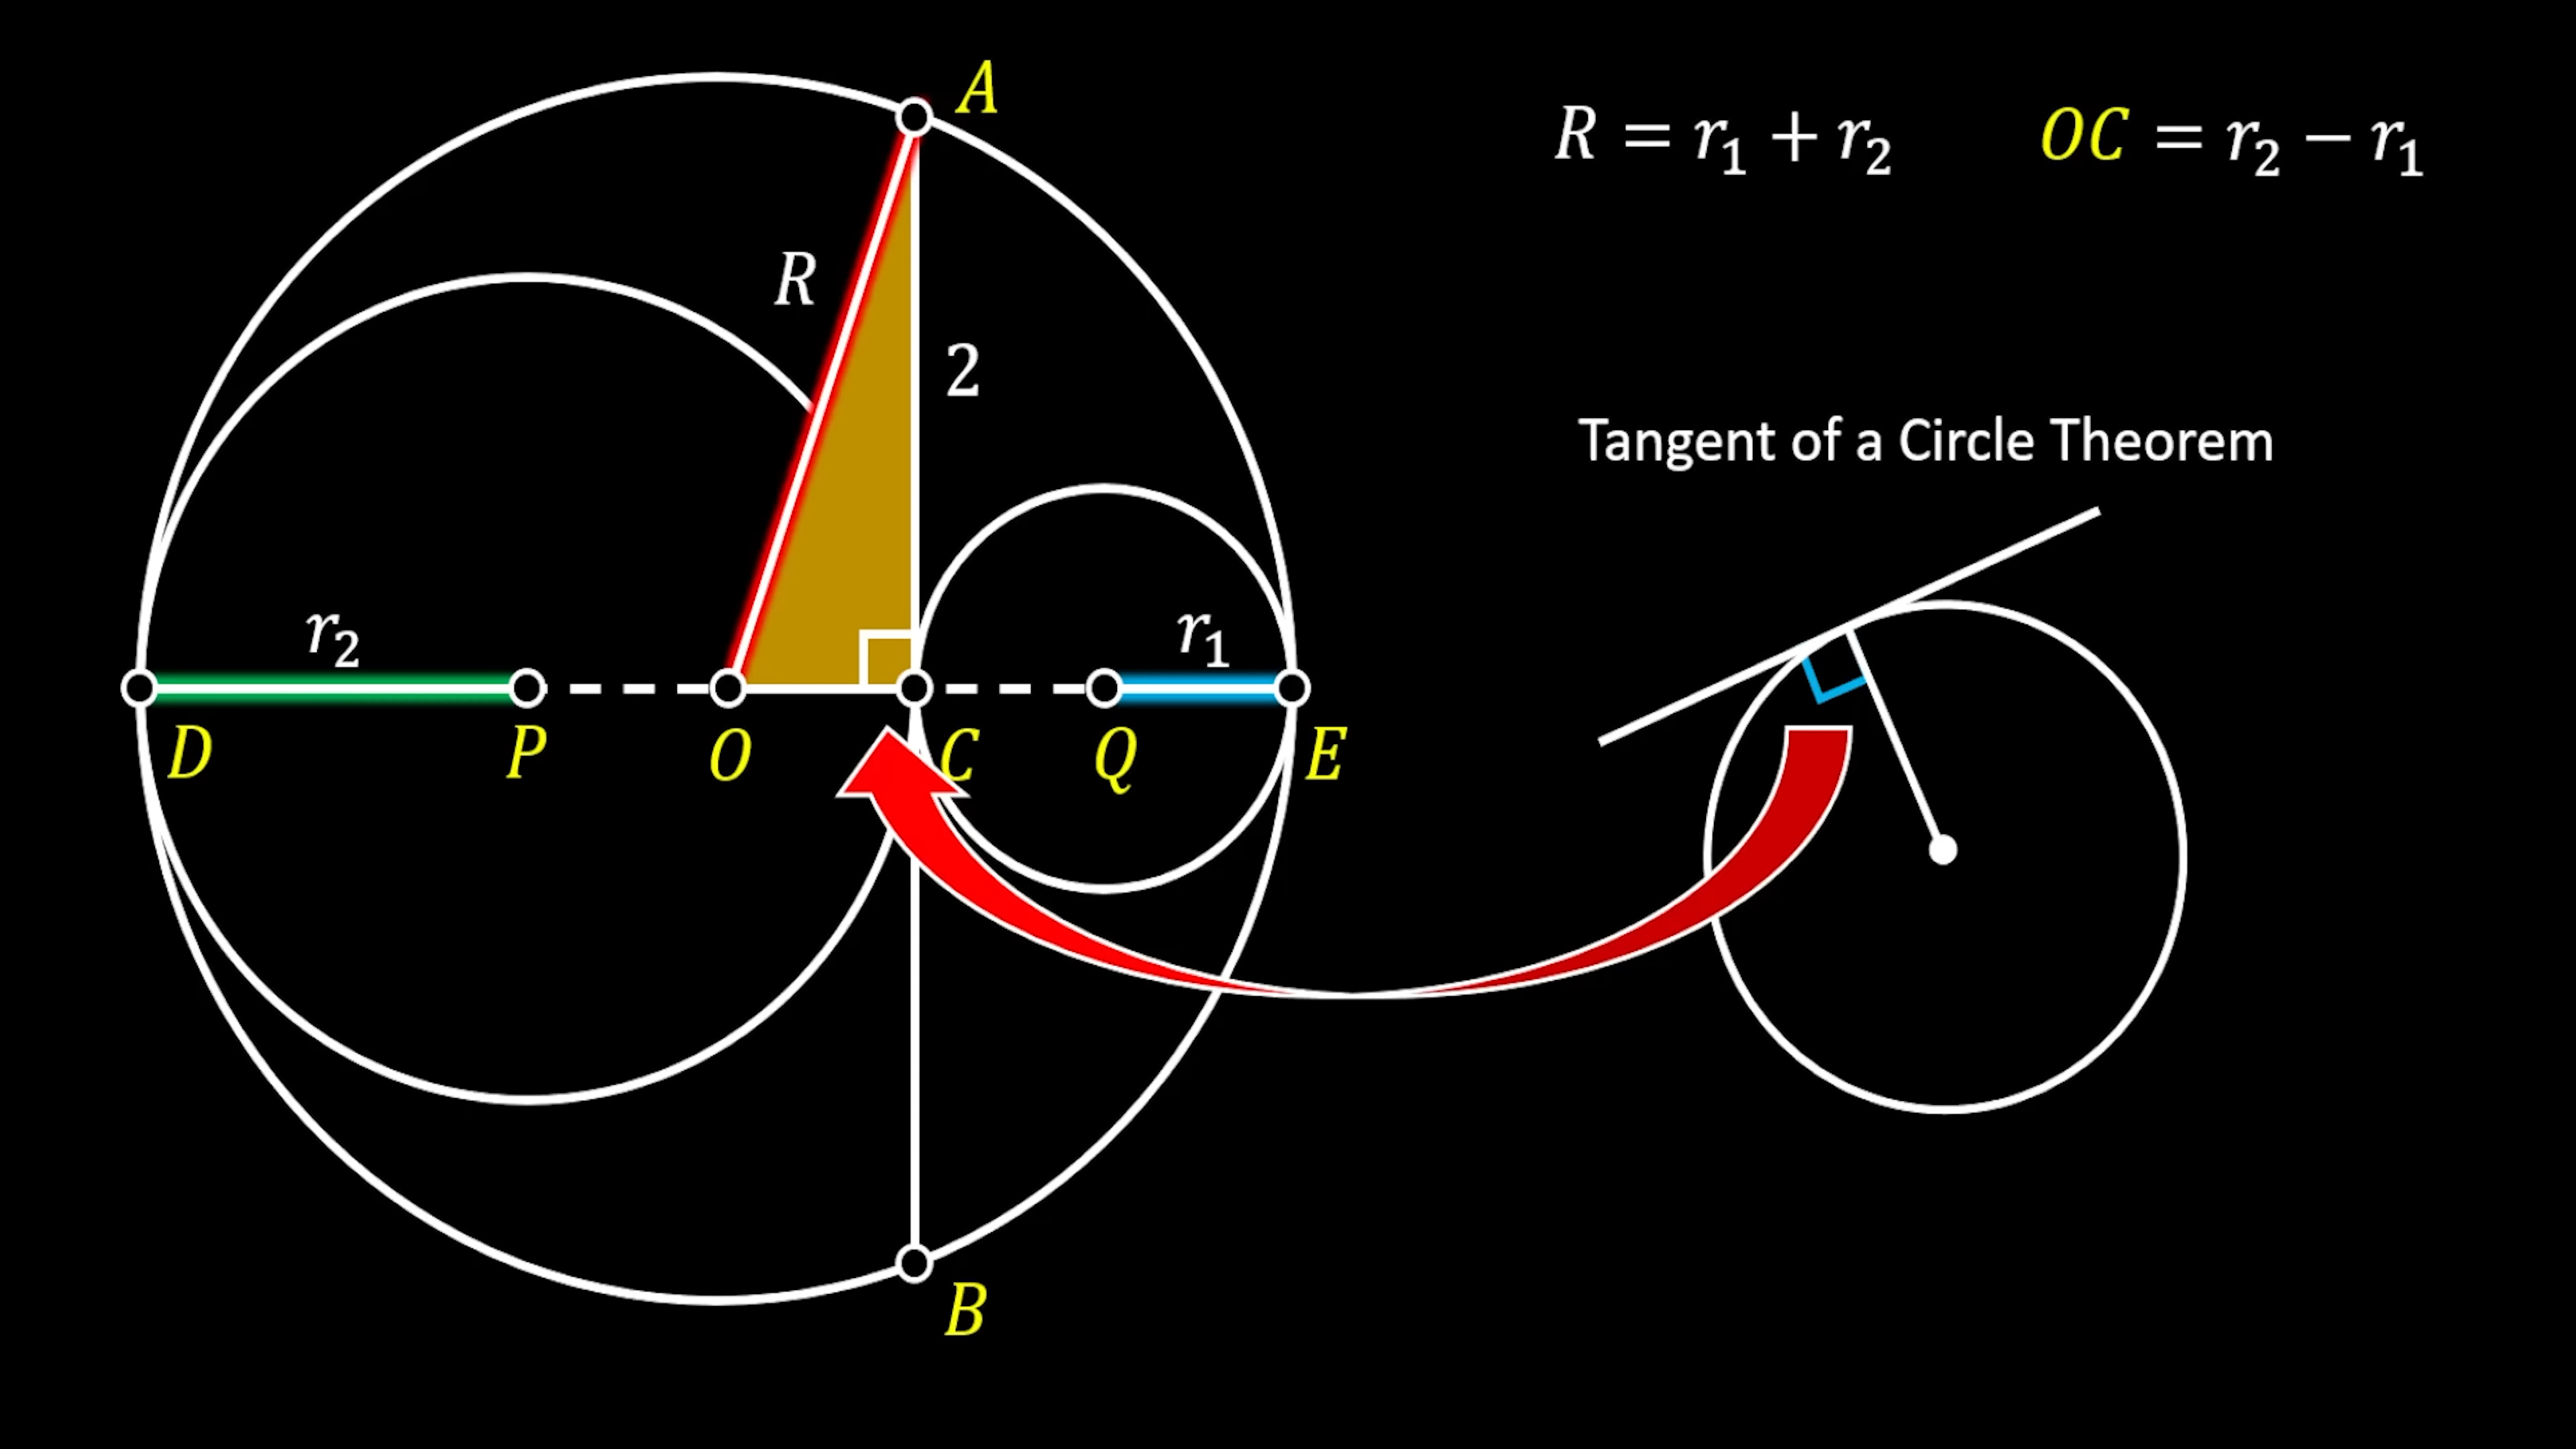 A
R = r₁ + r₂
OC = r₂ − r₁
R
2
Tangent of a Circle Theorem
r₂
r₁
D
P
O
C
Q
E
B